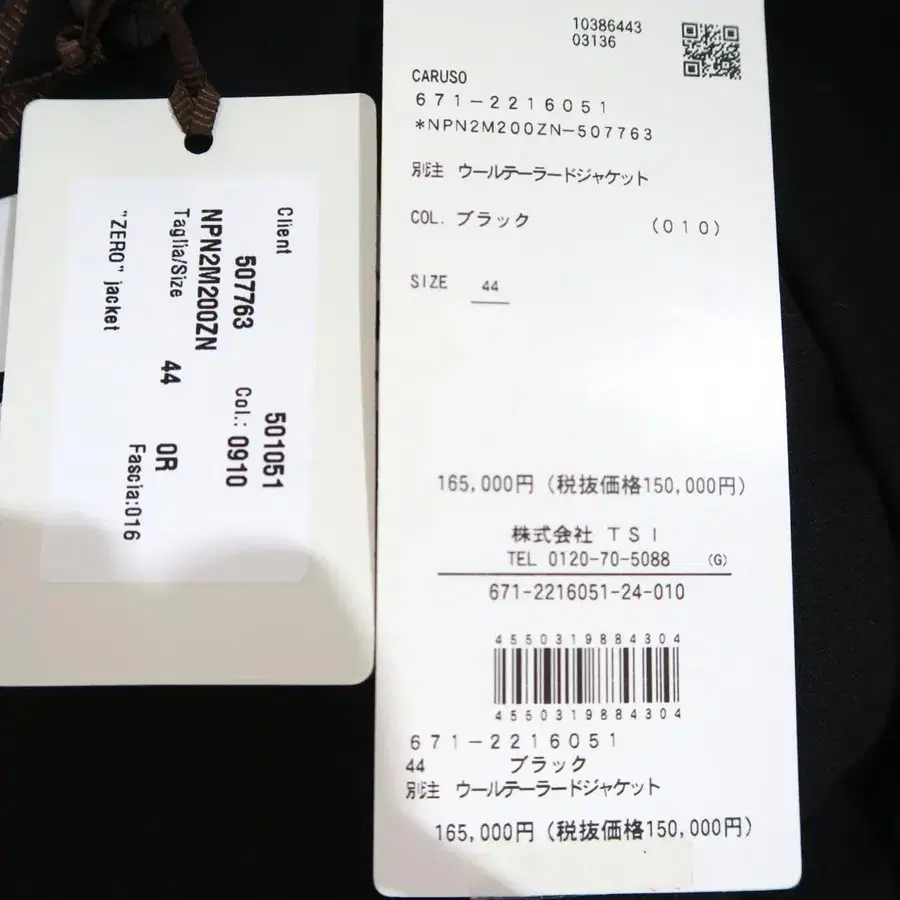 Client
501051
507763
Col.: 0910
NPN2M200ZN
Taglia/Size
44
0R
Fascia:016
"ZERO" jacket
10386443
03136
CARUSO
671-2216051
*NPN2M200ZN-507763
別注 ウールテーラードジャケット
COL. ブラック (010)
SIZE 44
165,000円 (税抜価格150,000円)
株式会社 TSI
TEL 0120-70-5088 (G)
671-2216051-24-010
4550319884304
4550319884304
671-2216051
44 ブラック
別注 ウールテーラードジャケット
165,000円 (税抜価格150,000円)